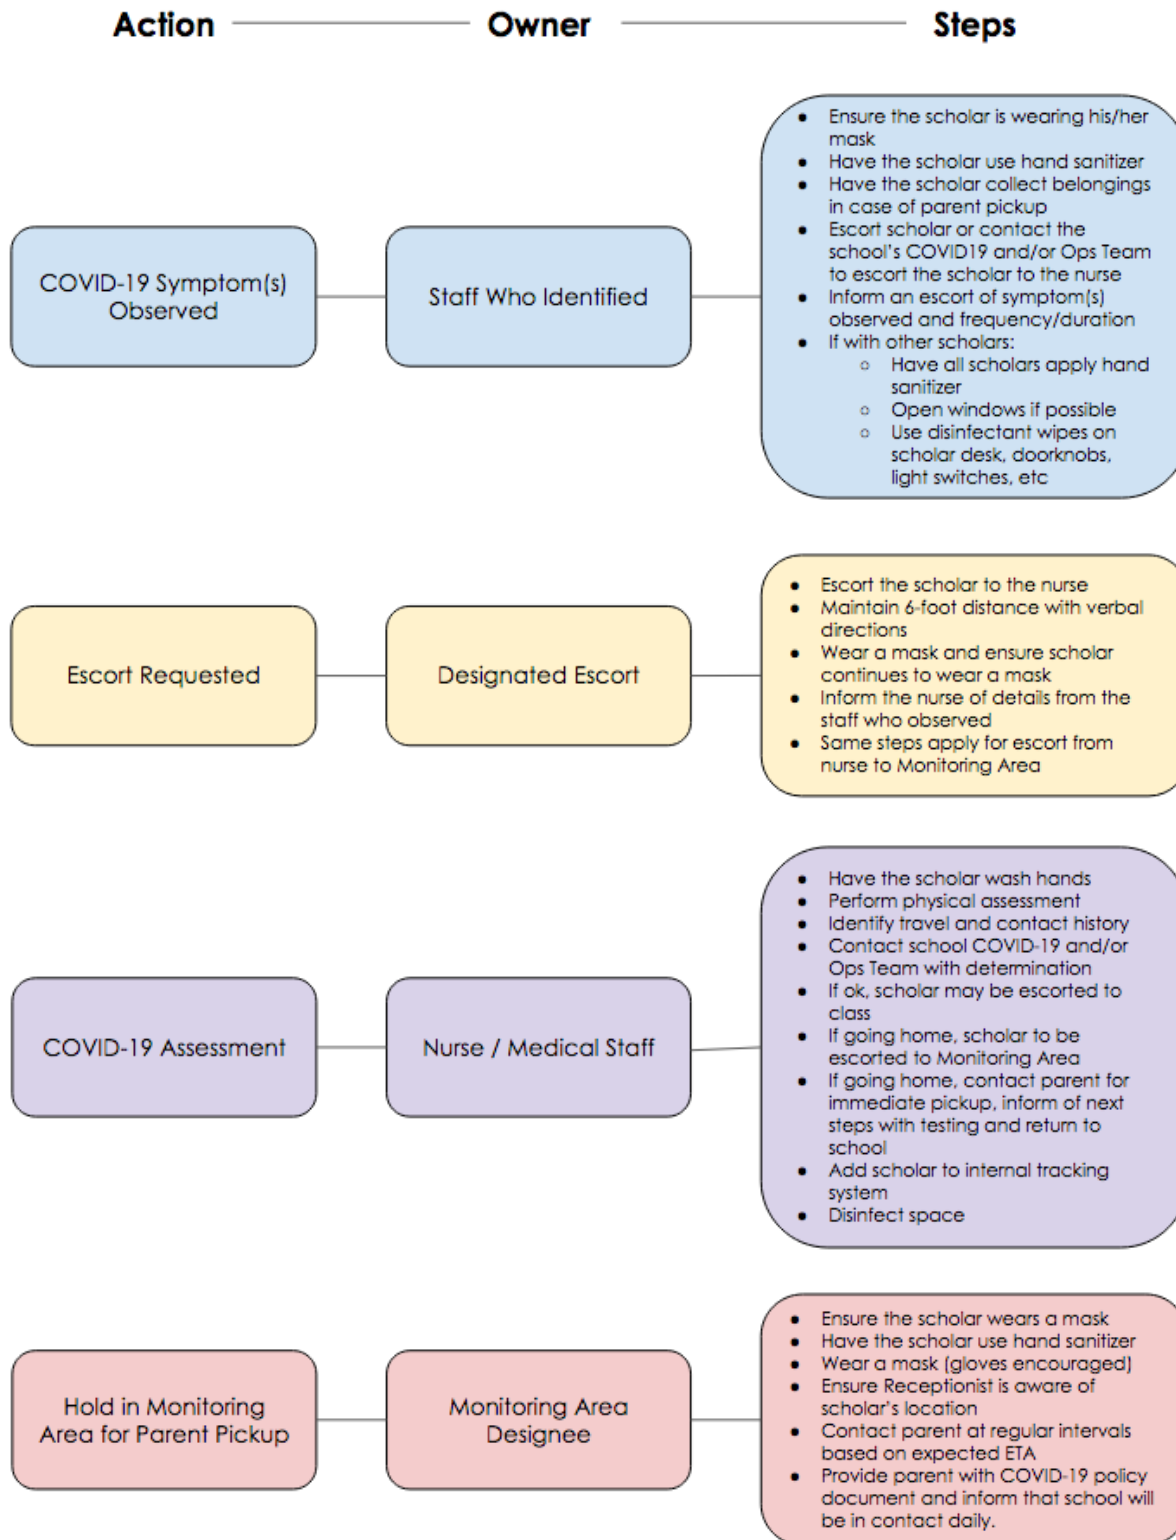 Action Owner Steps
COVID-19 Symptom(s)
Observed
Staff Who Identified
● Ensure the scholar is wearing his/her
mask
● Have the scholar use hand sanitizer
● Have the scholar collect belongings
in case of parent pickup
● Escort scholar or contact the
school's COVID19 and/or Ops Team
to escort the scholar to the nurse
● Inform an escort of symptom(s)
observed and frequency/duration
● If with other scholars:
○ Have all scholars apply hand
sanitizer
○ Open windows if possible
○ Use disinfectant wipes on
scholar desk, doorknobs,
light switches, etc
Escort Requested
Designated Escort
● Escort the scholar to the nurse
● Maintain 6-foot distance with verbal
directions
● Wear a mask and ensure scholar
continues to wear a mask
● Inform the nurse of details from the
staff who observed
● Same steps apply for escort from
nurse to Monitoring Area
COVID-19 Assessment
Nurse / Medical Staff
● Have the scholar wash hands
● Perform physical assessment
● Identify travel and contact history
● Contact school COVID-19 and/or
Ops Team with determination
● If ok, scholar may be escorted to
class
● If going home, scholar to be
escorted to Monitoring Area
● If going home, contact parent for
immediate pickup, inform of next
steps with testing and return to
school
● Add scholar to internal tracking
system
● Disinfect space
Hold in Monitoring
Area for Parent Pickup
Monitoring Area
Designee
● Ensure the scholar wears a mask
● Have the scholar use hand sanitizer
● Wear a mask (gloves encouraged)
● Ensure Receptionist is aware of
scholar's location
● Contact parent at regular intervals
based on expected ETA
● Provide parent with COVID-19 policy
document and inform that school will
be in contact daily.